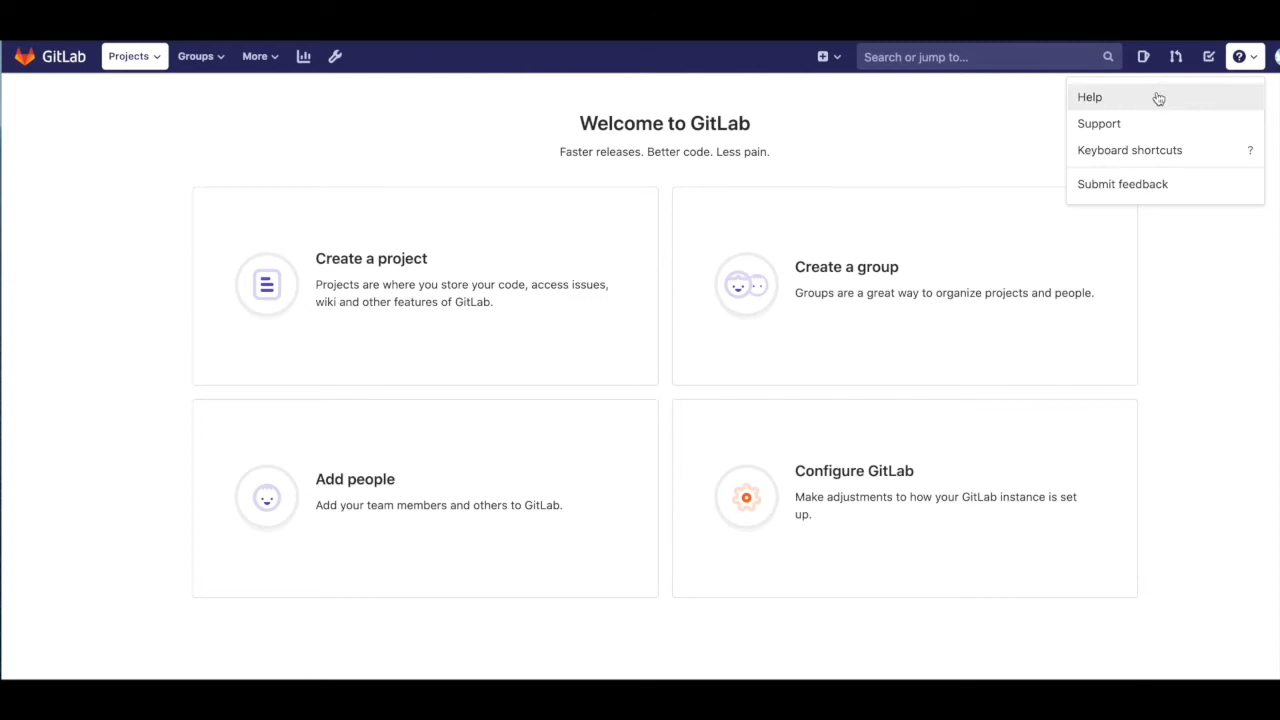 GitLab Projects Groups More Search or jump to...
Help
Support
Keyboard shortcuts ?
Submit feedback
Welcome to GitLab
Faster releases. Better code. Less pain.
Create a project
Projects are where you store your code, access issues,
wiki and other features of GitLab.
Create a group
Groups are a great way to organize projects and people.
Add people
Add your team members and others to GitLab.
Configure GitLab
Make adjustments to how your GitLab instance is set
up.